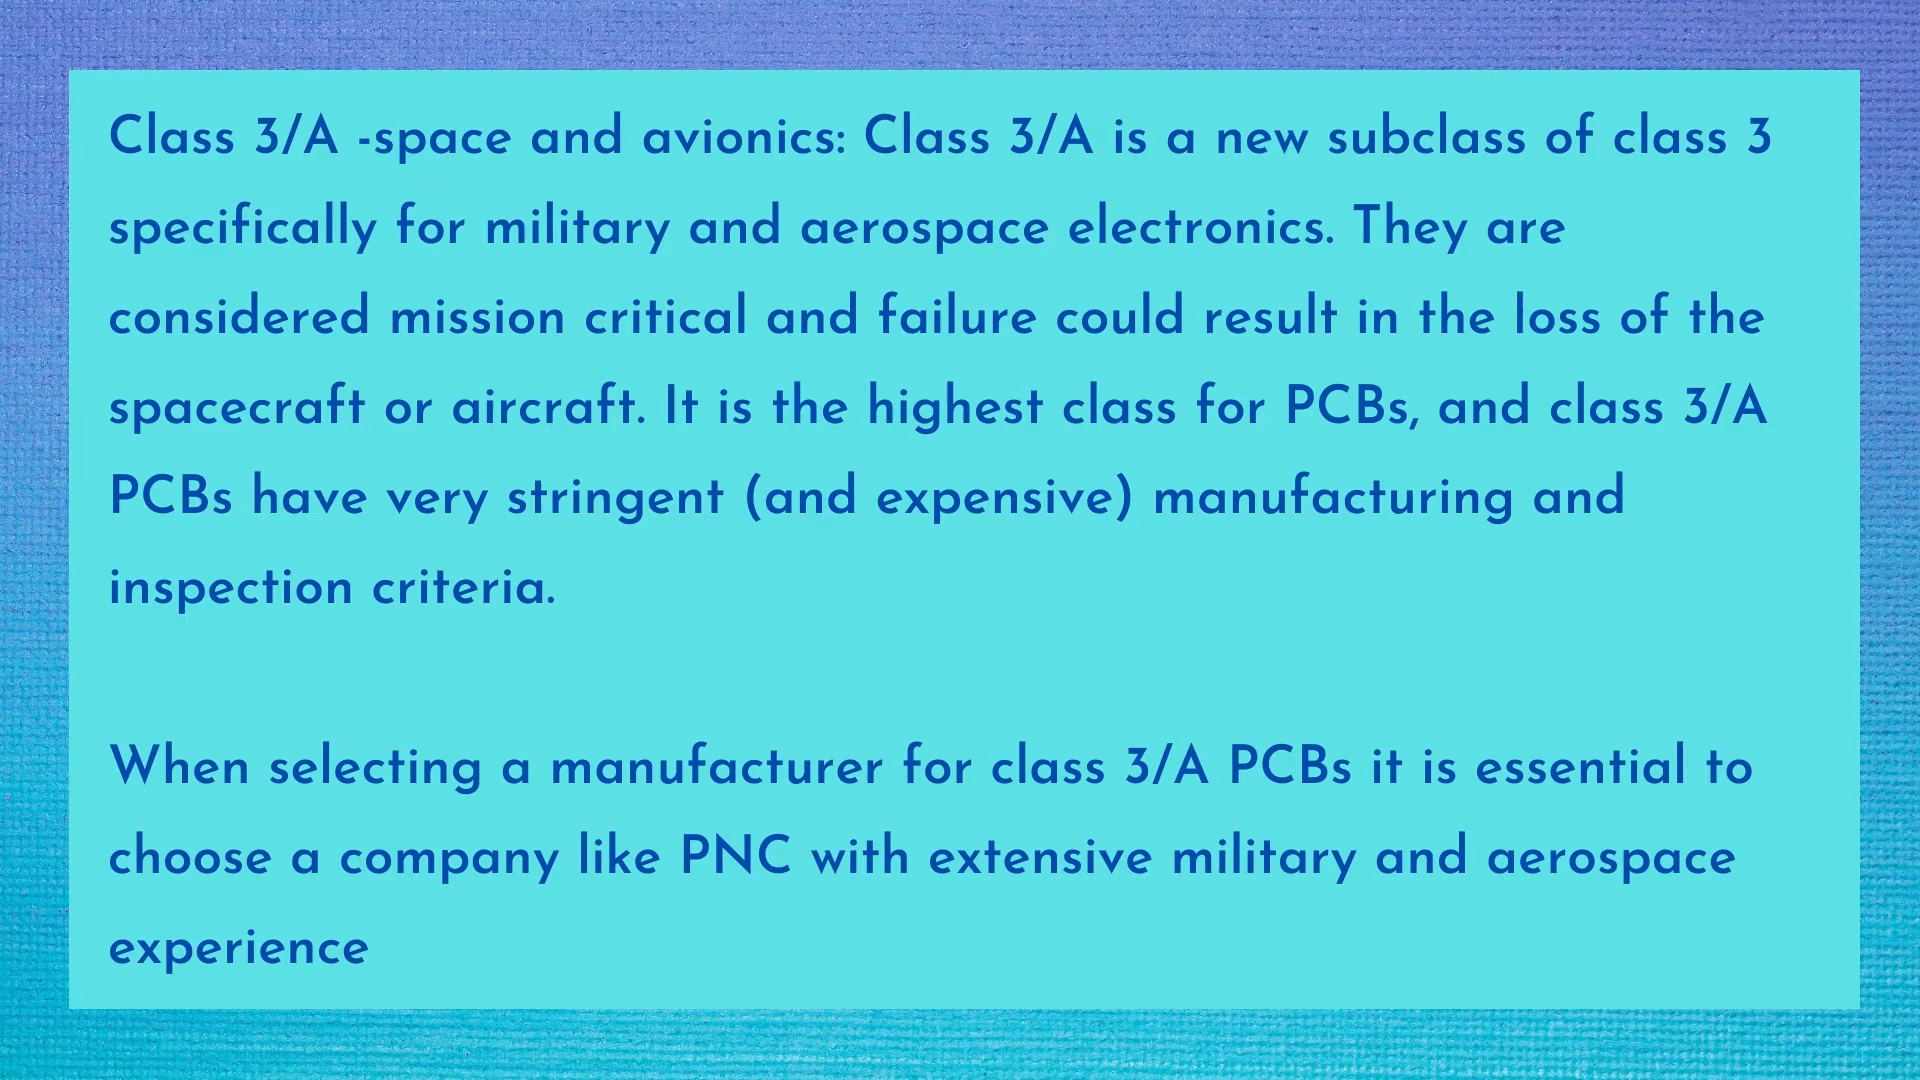 Class 3/A -space and avionics: Class 3/A is a new subclass of class 3
specifically for military and aerospace electronics. They are
considered mission critical and failure could result in the loss of the
spacecraft or aircraft. It is the highest class for PCBs, and class 3/A
PCBs have very stringent (and expensive) manufacturing and
inspection criteria.
When selecting a manufacturer for class 3/A PCBs it is essential to
choose a company like PNC with extensive military and aerospace
experience